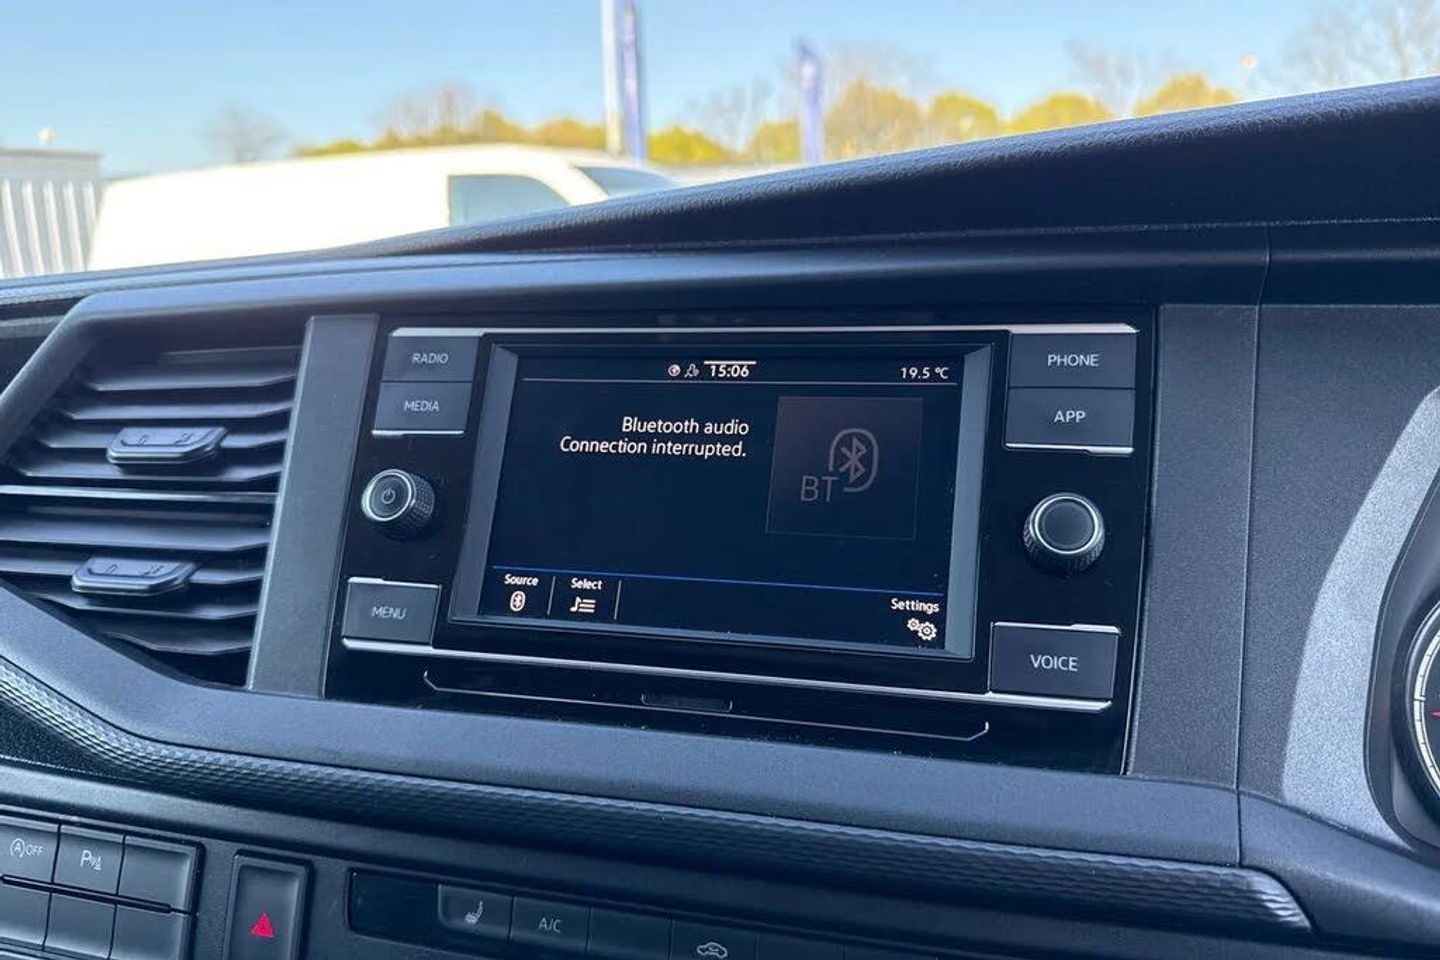 RADIO
MEDIA
MENU
15:06
19.5 °C
Bluetooth audio
Connection interrupted.
BT
Source
Select
Settings
PHONE
APP
VOICE
OFF
P
A/C